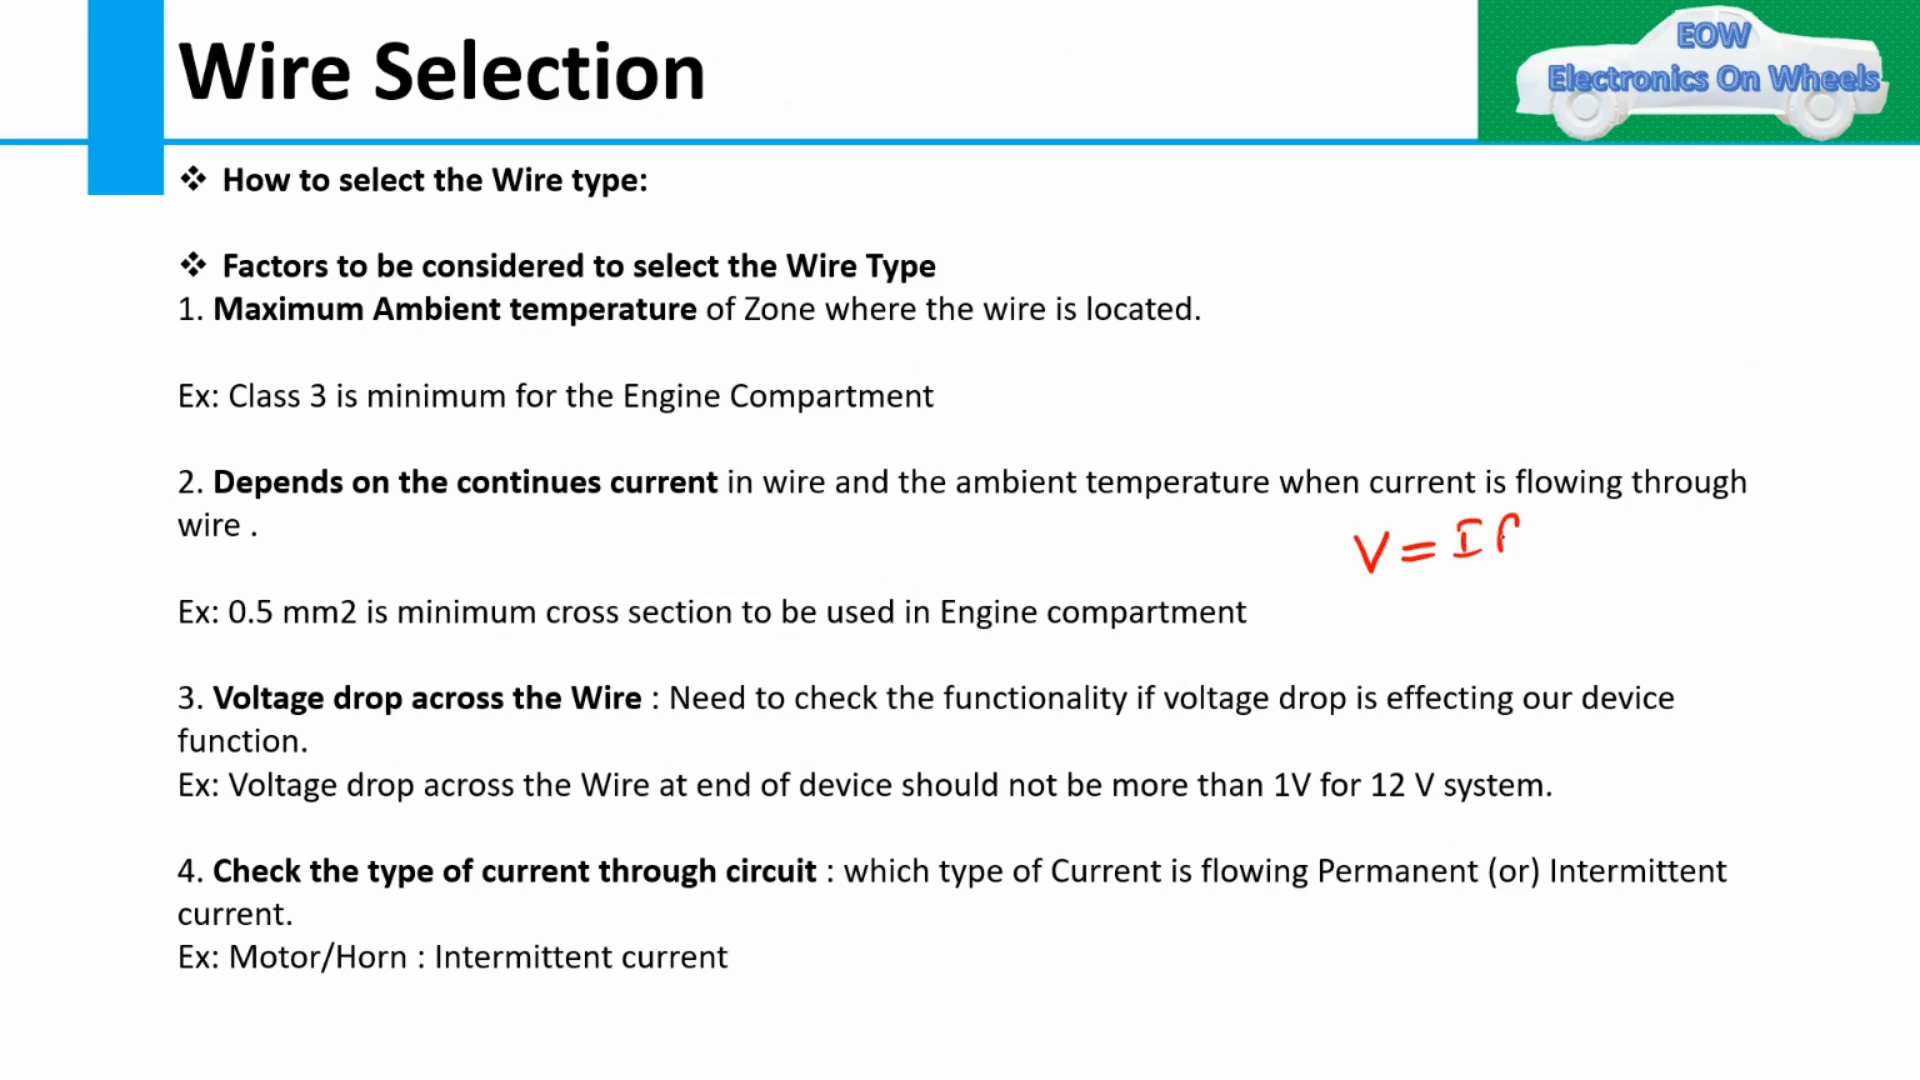 Wire Selection
EOW
Electronics On Wheels
❖ How to select the Wire type:
❖ Factors to be considered to select the Wire Type
1. Maximum Ambient temperature of Zone where the wire is located.
Ex: Class 3 is minimum for the Engine Compartment
2. Depends on the continues current in wire and the ambient temperature when current is flowing through
wire .
V = I
Ex: 0.5 mm2 is minimum cross section to be used in Engine compartment
3. Voltage drop across the Wire : Need to check the functionality if voltage drop is effecting our device
function.
Ex: Voltage drop across the Wire at end of device should not be more than 1V for 12 V system.
4. Check the type of current through circuit : which type of Current is flowing Permanent (or) Intermittent
current.
Ex: Motor/Horn : Intermittent current